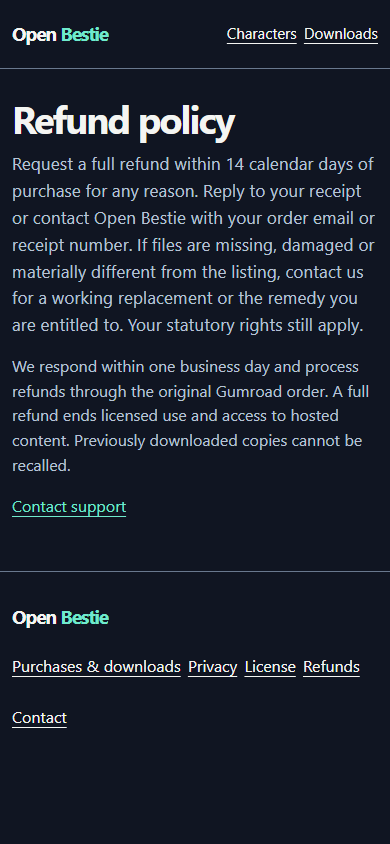 Open Bestie
Characters Downloads
Refund policy
Request a full refund within 14 calendar days of
purchase for any reason. Reply to your receipt
or contact Open Bestie with your order email or
receipt number. If files are missing, damaged or
materially different from the listing, contact us
for a working replacement or the remedy you
are entitled to. Your statutory rights still apply.
We respond within one business day and process
refunds through the original Gumroad order. A full
refund ends licensed use and access to hosted
content. Previously downloaded copies cannot be
recalled.
Contact support
Open Bestie
Purchases & downloads Privacy License Refunds
Contact